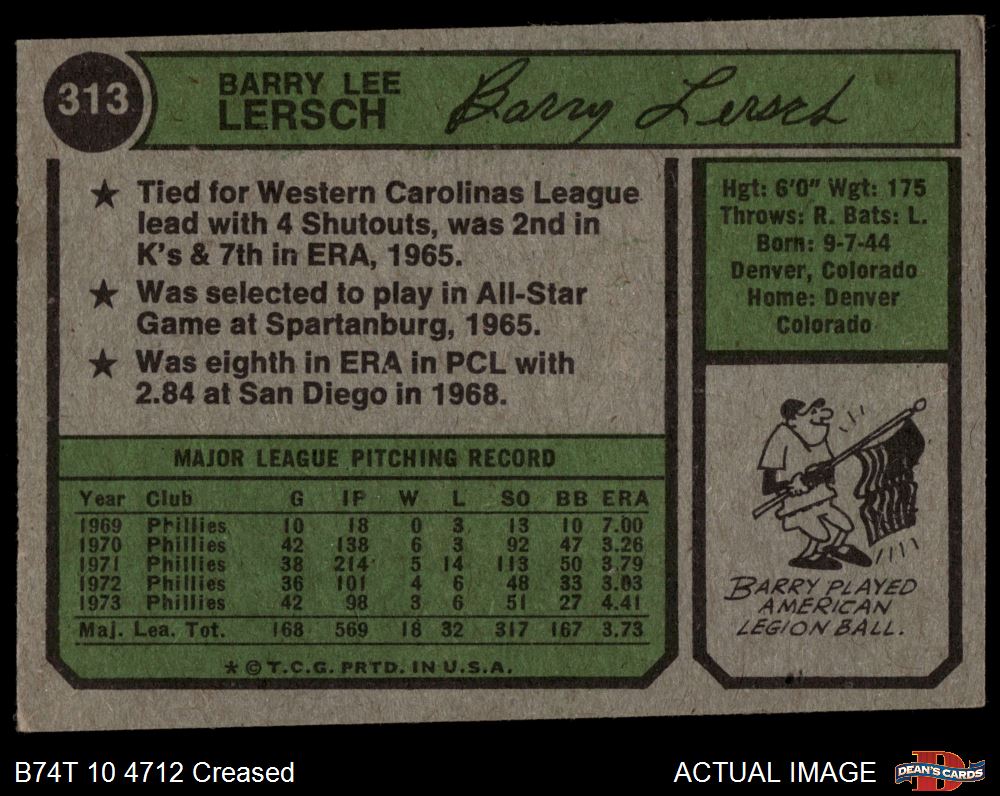 313
BARRY LEE
LERSCH
Barry Lersch
★ Tied for Western Carolinas League
lead with 4 Shutouts, was 2nd in
K's & 7th in ERA, 1965.
★ Was selected to play in All-Star
Game at Spartanburg, 1965.
★ Was eighth in ERA in PCL with
2.84 at San Diego in 1968.
Hgt: 6'0" Wgt: 175
Throws: R. Bats: L.
Born: 9-7-44
Denver, Colorado
Home: Denver
Colorado
MAJOR LEAGUE PITCHING RECORD
Year Club G IP W L SO BB ERA
1969 Phillies 10 18 0 3 13 10 7.00
1970 Phillies 42 138 6 3 92 47 3.26
1971 Phillies 38 214 5 14 113 50 3.79
1972 Phillies 36 101 4 6 48 33 3.03
1973 Phillies 42 98 3 6 51 27 4.41
Maj. Lea. Tot. 168 569 18 32 317 167 3.73
★ © T.C.G. PRTD. IN U.S.A.
BARRY PLAYED
AMERICAN
LEGION BALL.
B74T 10 4712 Creased
ACTUAL IMAGE
D
DEAN'S CARDS